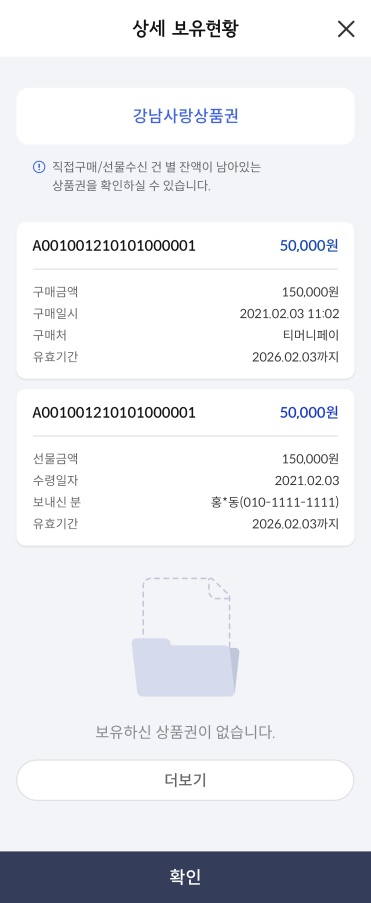 상세 보유현황
강남사랑상품권
직접구매/선물수신 건 별 잔액이 남아있는
상품권을 확인하실 수 있습니다.
A001001210101000001 50,000원
구매금액 150,000원
구매일시 2021.02.03 11:02
구매처 티머니페이
유효기간 2026.02.03까지
A001001210101000001 50,000원
선물금액 150,000원
수령일자 2021.02.03
보내신 분 홍*동(010-1111-1111)
유효기간 2026.02.03까지
보유하신 상품권이 없습니다.
더보기
확인